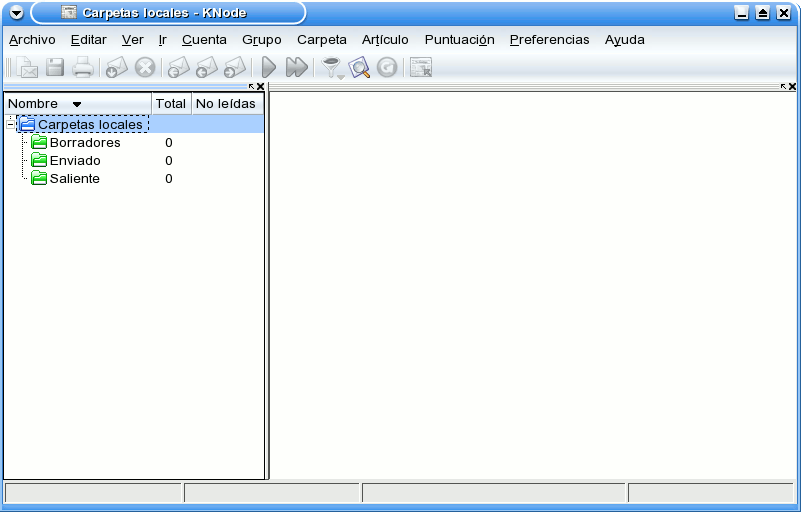 Carpetas locales - KNode
Archivo Editar Ver Ir Cuenta Grupo Carpeta Artículo Puntuación Preferencias Ayuda
Nombre Total No leídas
Carpetas locales
Borradores 0
Enviado 0
Saliente 0